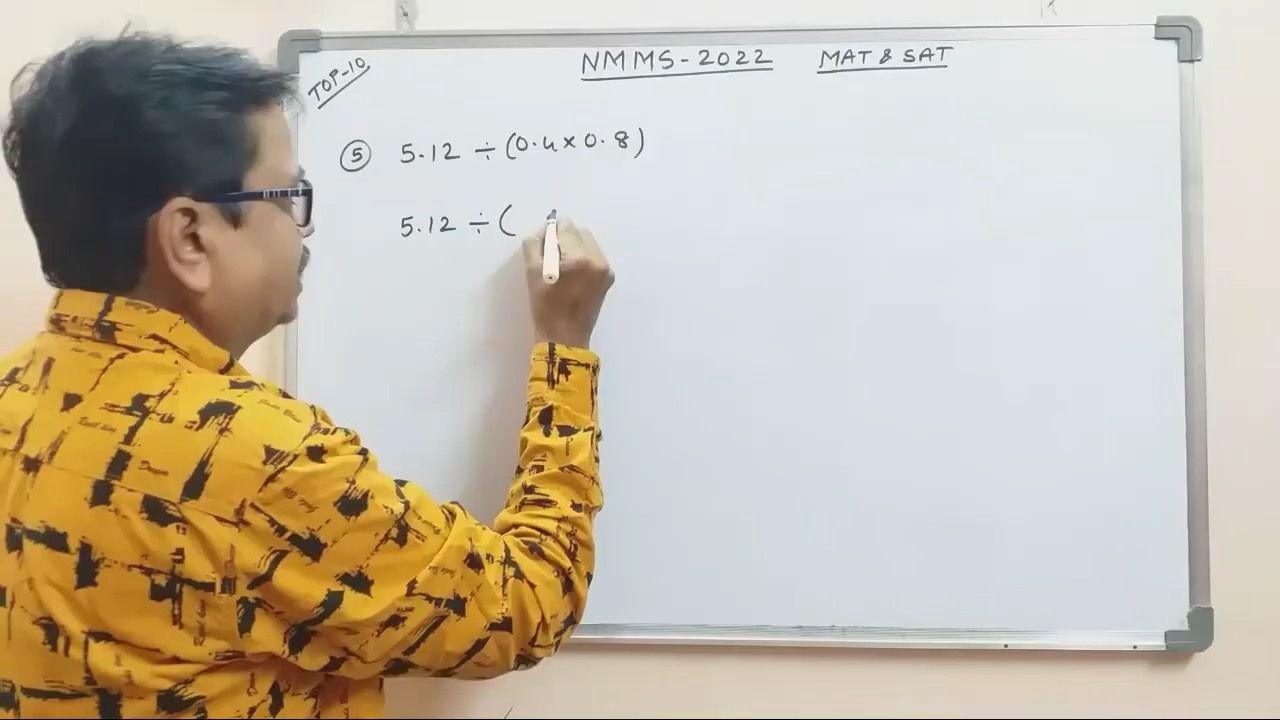 TOP-10
NMMS-2022 MAT & SAT
⑤ 5.12 ÷ (0.4 × 0.8)
5.12 ÷ (